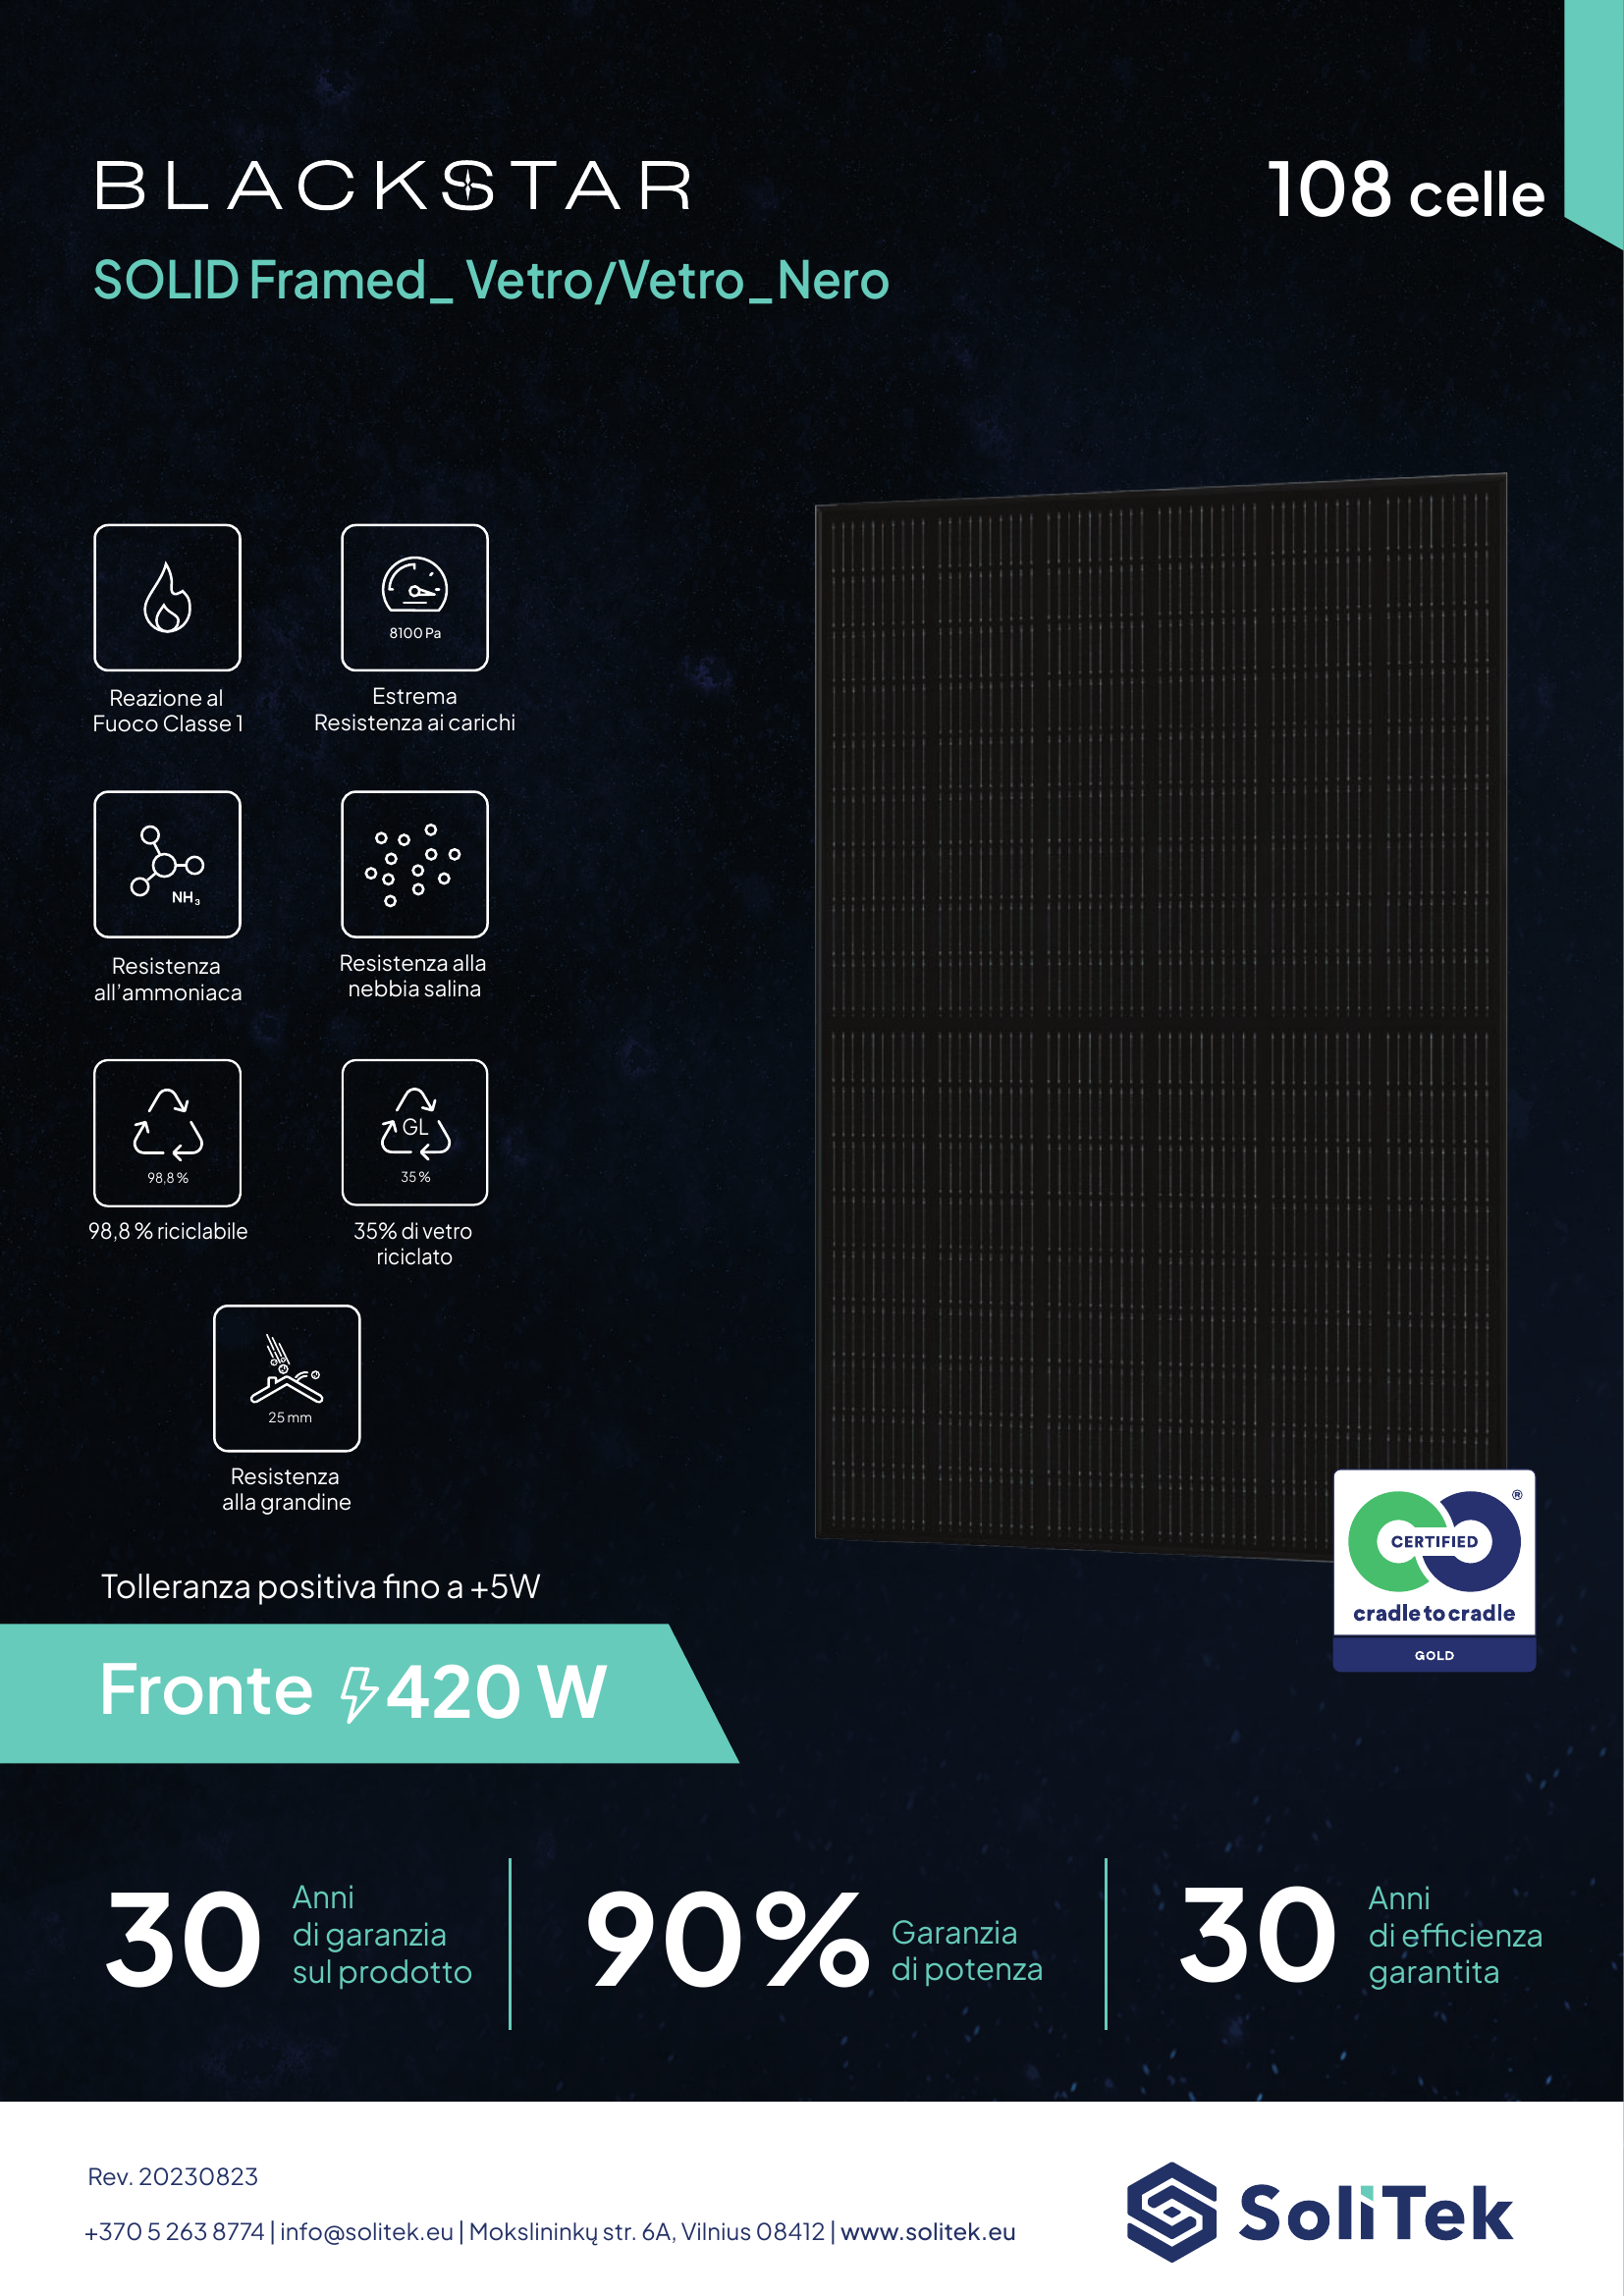 BLACKSTAR
108 celle
SOLID Framed_ Vetro/Vetro_Nero
8100 Pa
Reazione al
Fuoco Classe 1
Estrema
Resistenza ai carichi
NH₃
Resistenza
all'ammoniaca
Resistenza alla
nebbia salina
98,8 %
GL
35 %
98,8 % riciclabile
35% di vetro
riciclato
25 mm
Resistenza
alla grandine
CERTIFIED
®
cradle to cradle
GOLD
Tolleranza positiva fino a +5W
Fronte 420 W
30
Anni
di garanzia
sul prodotto
90%
Garanzia
di potenza
30
Anni
di efficienza
garantita
Rev. 20230823
+370 5 263 8774 | info@solitek.eu | Mokslininkų str. 6A, Vilnius 08412 | www.solitek.eu
SoliTek